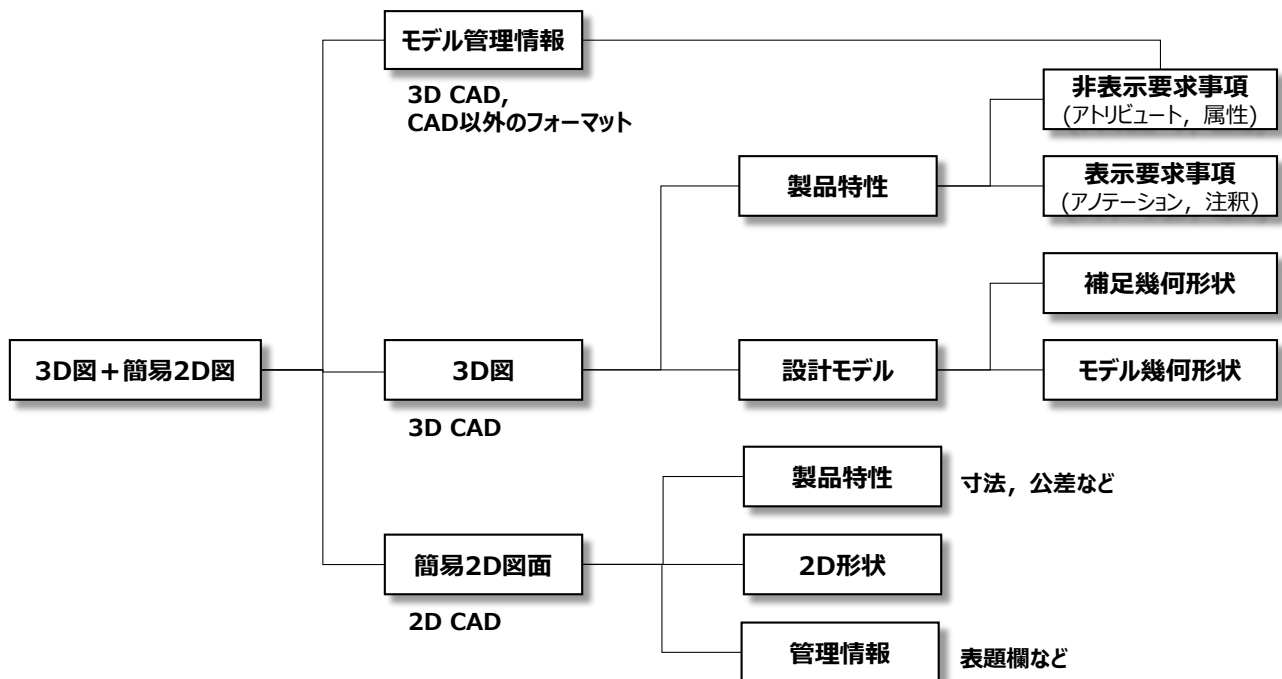 モデル管理情報
3D CAD,
CAD以外のフォーマット
非表示要求事項
(アトリビュート, 属性)
製品特性
表示要求事項
(アノテーション, 注釈)
補足幾何形状
3D図＋簡易2D図
3D図
3D CAD
設計モデル
モデル幾何形状
製品特性
寸法, 公差など
簡易2D図面
2D CAD
2D形状
管理情報
表題欄など